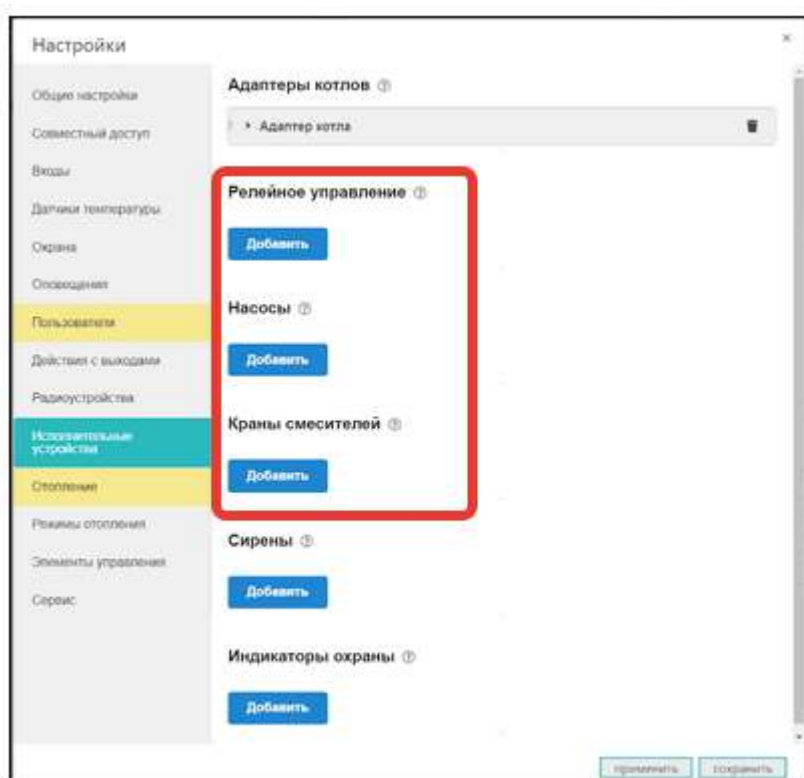 Настройки
×
Общие настройки
Совместный доступ
Входы
Датчики температуры
Охрана
Оповещения
Пользователи
Действия с выходами
Радиоустройства
Исполнительные
устройства
Отопление
Режимы отопления
Элементы управления
Сервис
Адаптеры котлов ?
Адаптер котла
Релейное управление ?
Добавить
Насосы ?
Добавить
Краны смесителей ?
Добавить
Сирены ?
Добавить
Индикаторы охраны ?
Добавить
применить
сохранить